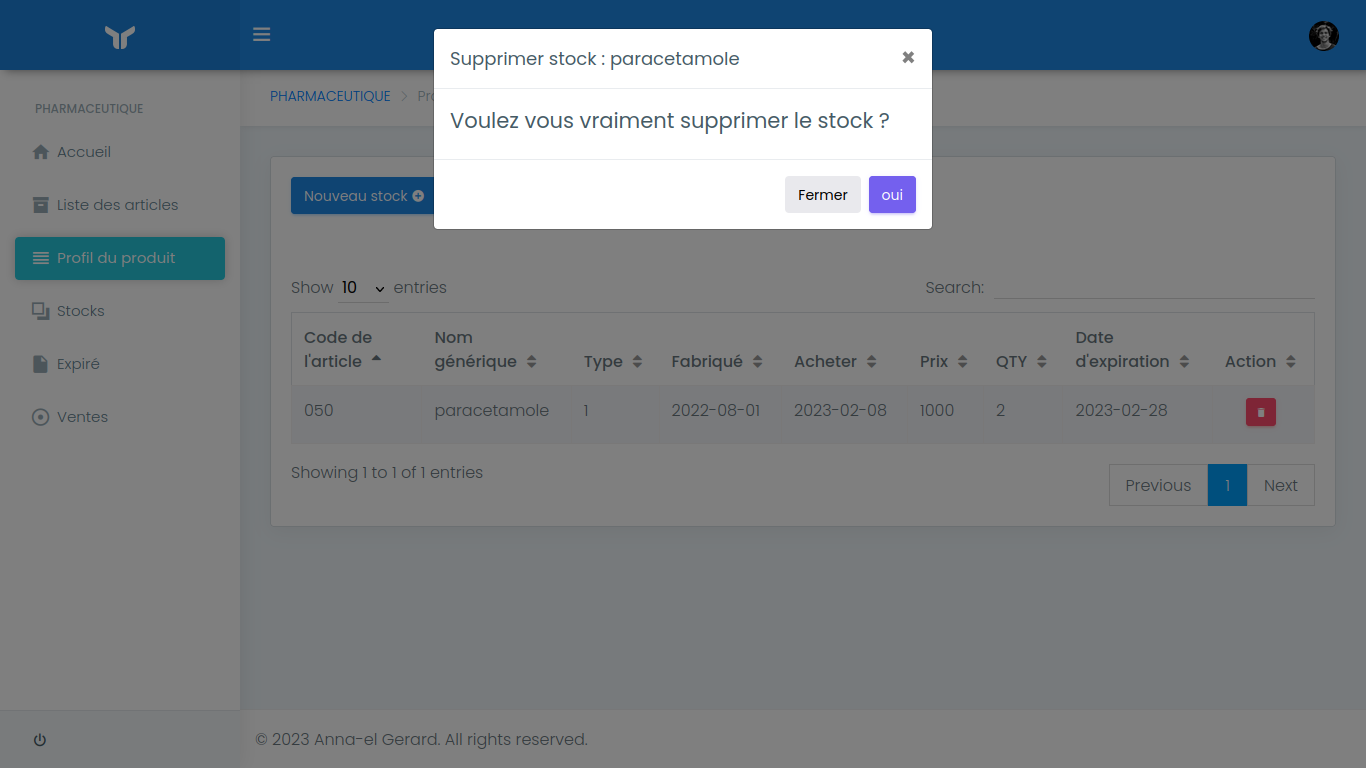 Supprimer stock : paracetamole ✖
Voulez vous vraiment supprimer le stock ?
Fermer oui
PHARMACEUTIQUE
Accueil
Liste des articles
Profil du produit
Stocks
Expiré
Ventes
PHARMACEUTIQUE
Nouveau stock
Show 10 entries
Search:
Code de l'article
Nom générique
Type
Fabriqué
Acheter
Prix
QTY
Date d'expiration
Action
050 paracetamole 1 2022-08-01 2023-02-08 1000 2 2023-02-28
Showing 1 to 1 of 1 entries
Previous 1 Next
© 2023 Anna-el Gerard. All rights reserved.